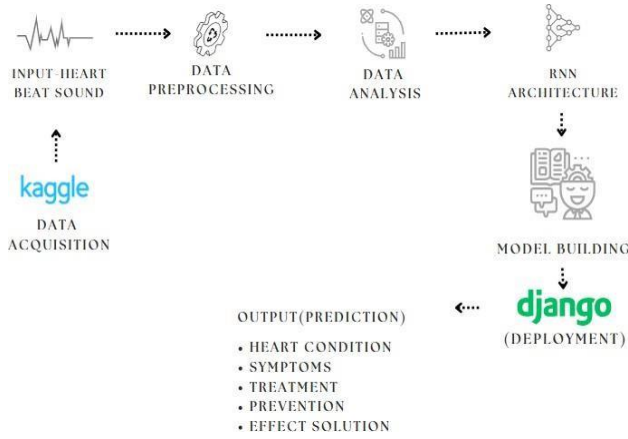 INPUT-HEART
BEAT SOUND
DATA
PREPROCESSING
DATA
ANALYSIS
RNN
ARCHITECTURE
kaggle
DATA
ACQUISITION
MODEL BUILDING
django
(DEPLOYMENT)
OUTPUT(PREDICTION)
• HEART CONDITION
• SYMPTOMS
• TREATMENT
• PREVENTION
• EFFECT SOLUTION